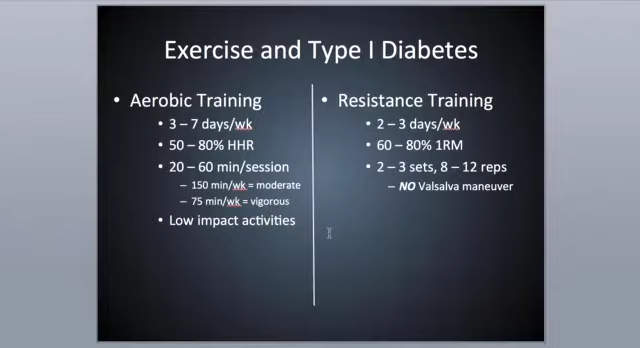 Exercise and Type I Diabetes
• Aerobic Training
• 3 – 7 days/wk
• 50 – 80% HHR
• 20 – 60 min/session
– 150 min/wk = moderate
– 75 min/wk = vigorous
• Low impact activities
• Resistance Training
• 2 – 3 days/wk
• 60 – 80% 1RM
• 2 – 3 sets, 8 – 12 reps
– NO Valsalva maneuver